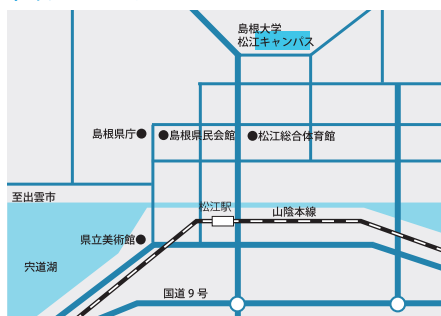 島根大学
松江キャンパス
島根県庁
島根県民会館
松江総合体育館
至出雲市
松江駅
山陰本線
県立美術館
宍道湖
国道9号